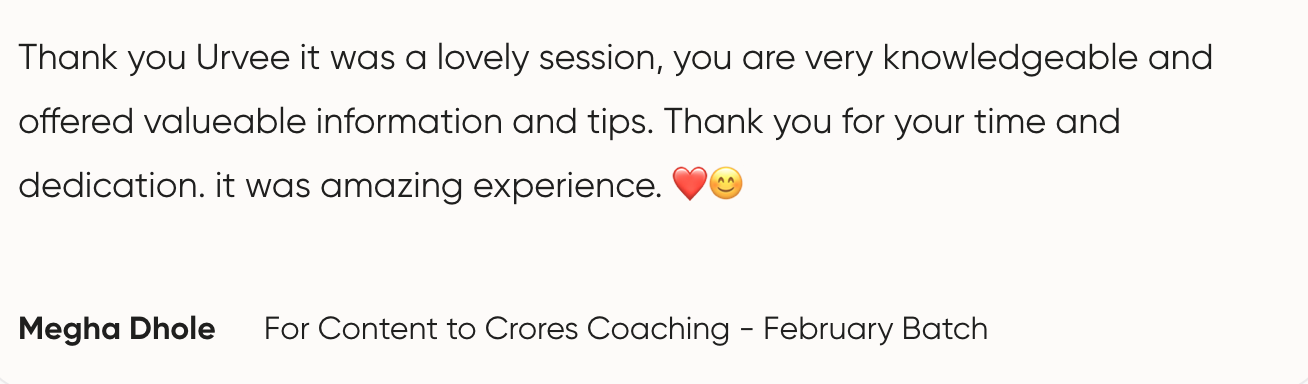 Thank you Urvee it was a lovely session, you are very knowledgeable and
offered valueable information and tips. Thank you for your time and
dedication. it was amazing experience. ❤️😊
Megha Dhole For Content to Crores Coaching - February Batch